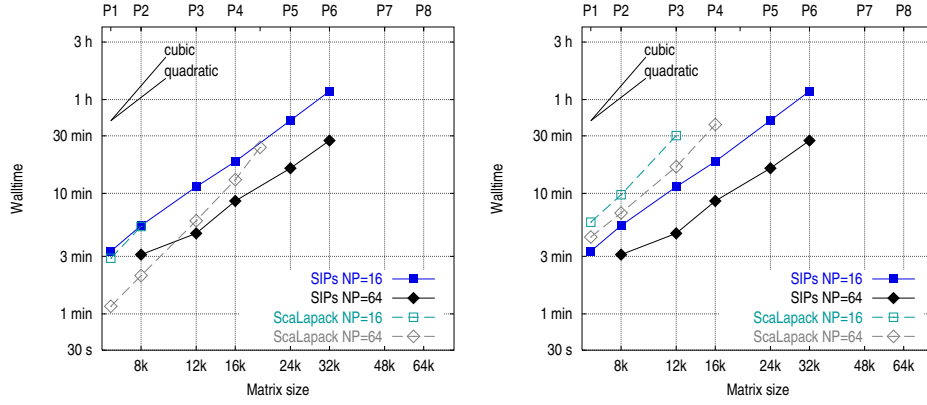 P1 P2 P3 P4 P5 P6 P7 P8
3 h
cubic
quadratic
1 h
30 min
10 min
3 min
1 min
30 s
Walltime
SIPs NP=16
SIPs NP=64
ScaLapack NP=16
ScaLapack NP=64
8k 12k 16k 24k 32k 48k 64k
Matrix size
P1 P2 P3 P4 P5 P6 P7 P8
3 h
cubic
quadratic
1 h
30 min
10 min
3 min
1 min
30 s
Walltime
SIPs NP=16
SIPs NP=64
ScaLapack NP=16
ScaLapack NP=64
8k 12k 16k 24k 32k 48k 64k
Matrix size